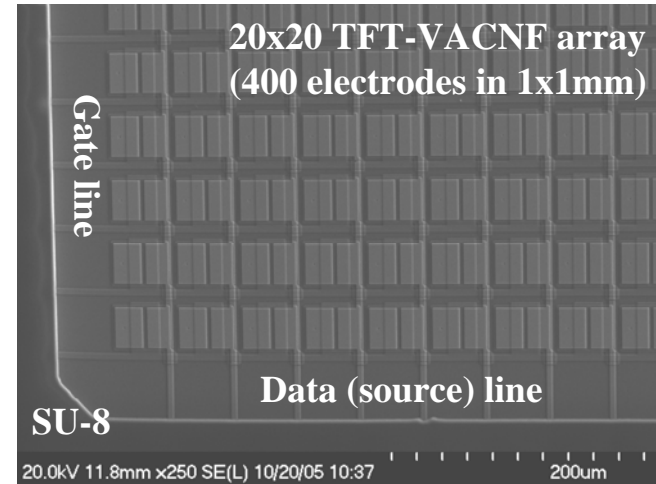 20x20 TFT-VACNF array
(400 electrodes in 1x1mm)
Gate line
Data (source) line
SU-8
20.0kV 11.8mm x250 SE(L) 10/20/05 10:37
200um